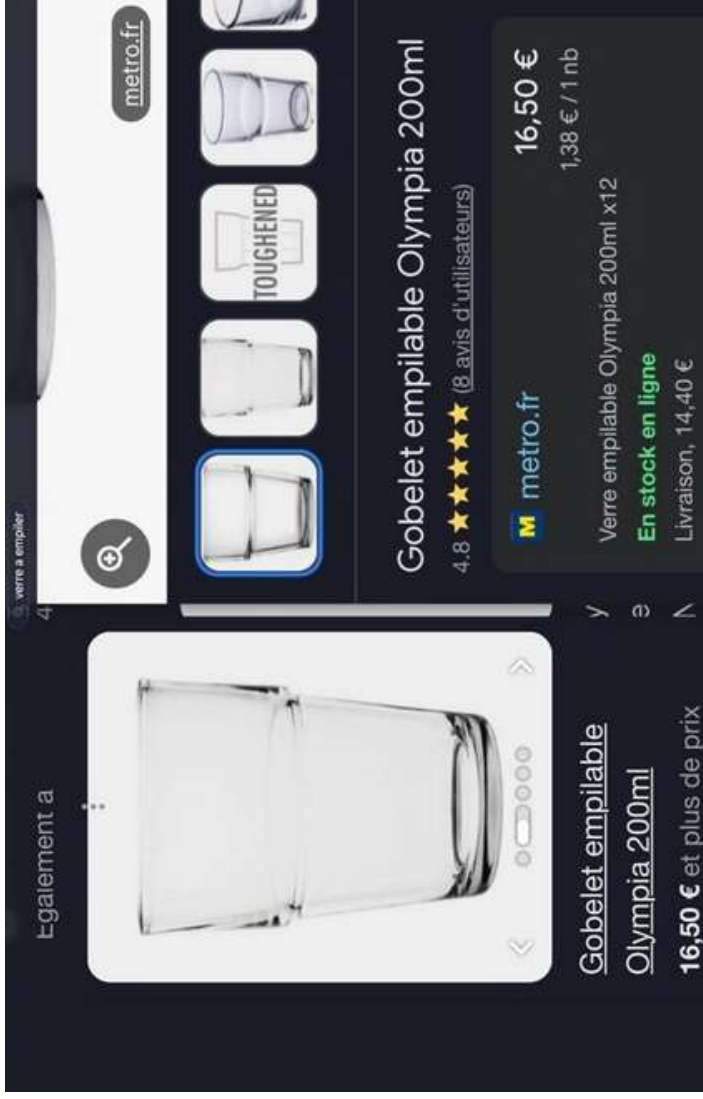 Egalement a
Gobelet empilable
Olympia 200ml
16,50 € et plus de prix
verre a empiler
4
y
e
metro.fr
TOUGHENED
Gobelet empilable Olympia 200ml
4.8 (8 avis d'utilisateurs)
M metro.fr
16,50 €
1,38 € / 1 nb
Verre empilable Olympia 200ml x12
En stock en ligne
Livraison, 14,40 €